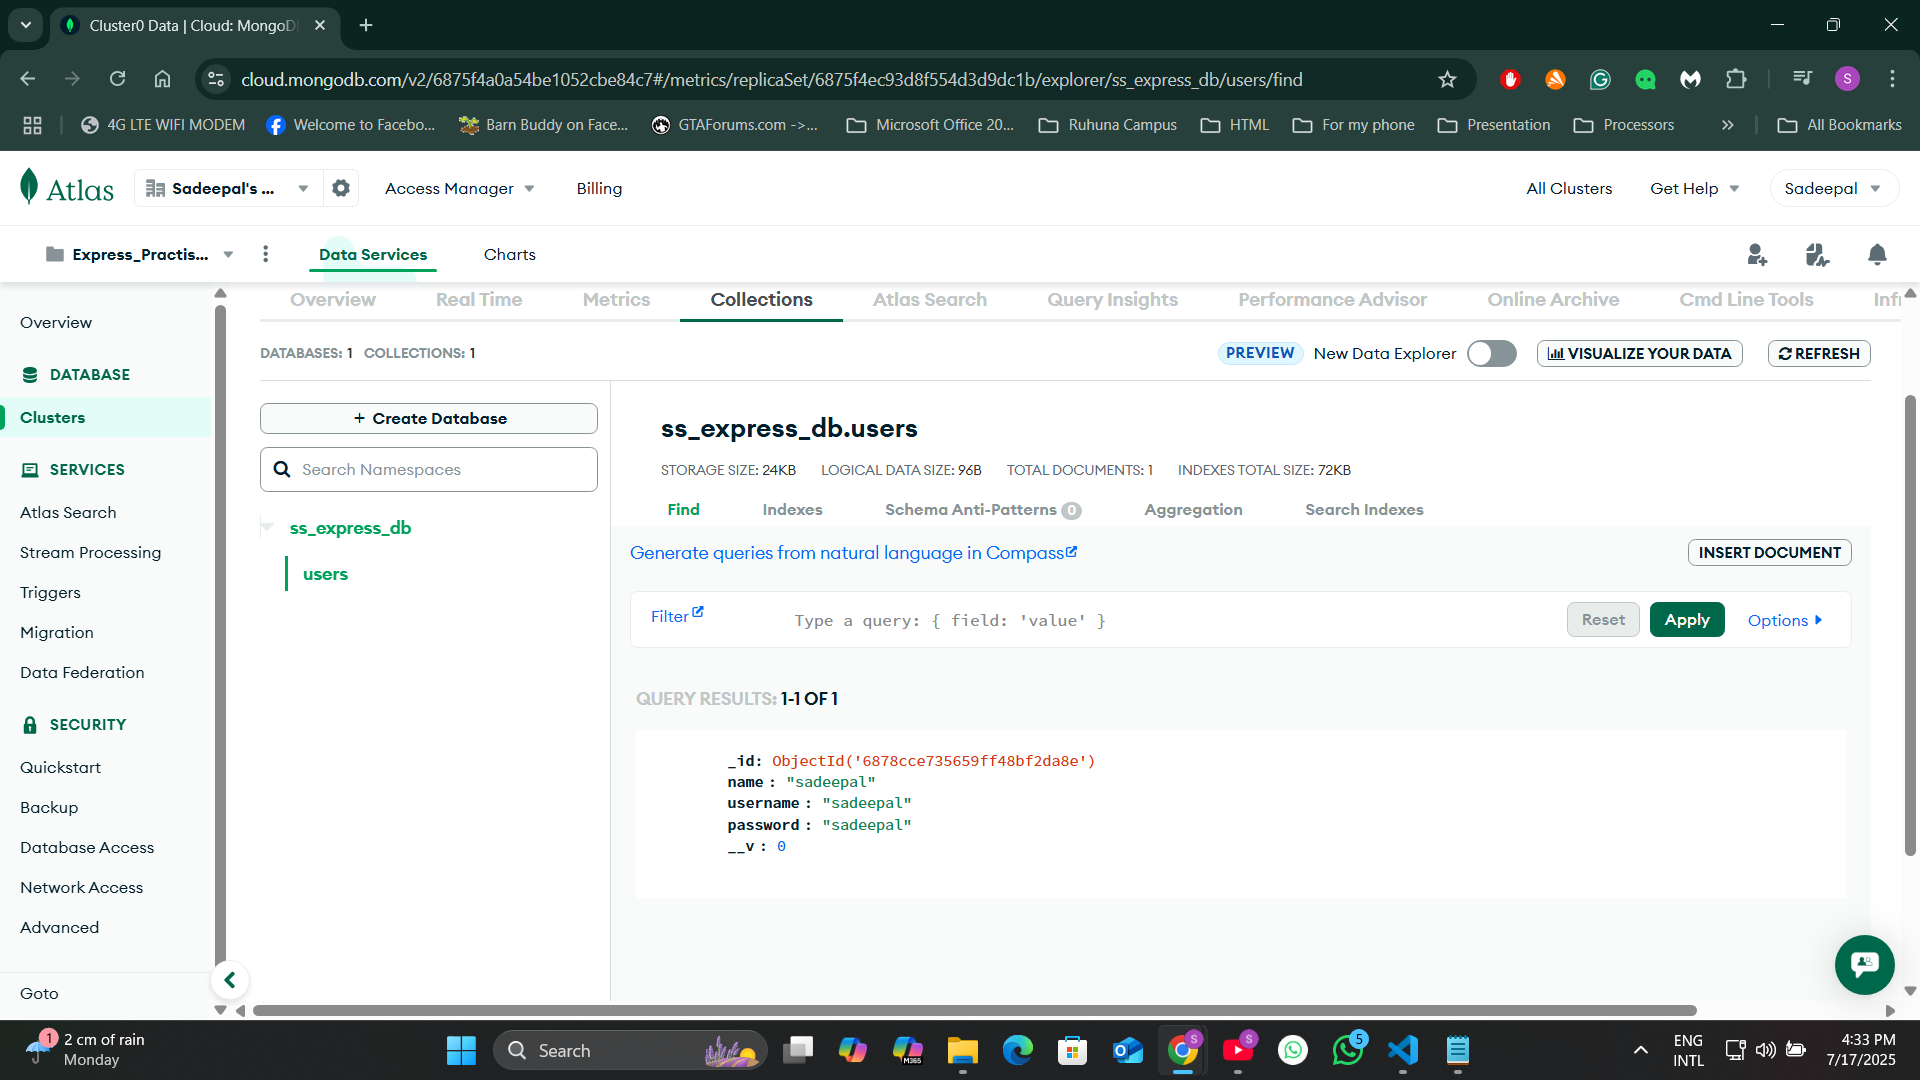 Cluster0 Data | Cloud: MongoD
cloud.mongodb.com/v2/6875f4a0a54be1052cbe84c7#/metrics/replicaSet/6875f4ec93d8f554d3d9dc1b/explorer/ss_express_db/users/find
S
4G LTE WIFI MODEM
Welcome to Facebo...
Barn Buddy on Face...
GTAForums.com ->...
Microsoft Office 20...
Ruhuna Campus
HTML
For my phone
Presentation
Processors
All Bookmarks
Atlas
Sadeepal's ...
Access Manager
Billing
All Clusters
Get Help
Sadeepal
Express_Practis...
Data Services
Charts
Overview
Real Time
Metrics
Collections
Atlas Search
Query Insights
Performance Advisor
Online Archive
Cmd Line Tools
Infr
Overview
DATABASE
Clusters
SERVICES
Atlas Search
Stream Processing
Triggers
Migration
Data Federation
SECURITY
Quickstart
Backup
Database Access
Network Access
Advanced
Goto
DATABASES: 1 COLLECTIONS: 1
PREVIEW New Data Explorer
VISUALIZE YOUR DATA
REFRESH
+ Create Database
Search Namespaces
ss_express_db
users
ss_express_db.users
STORAGE SIZE: 24KB
LOGICAL DATA SIZE: 96B
TOTAL DOCUMENTS: 1
INDEXES TOTAL SIZE: 72KB
Find
Indexes
Schema Anti-Patterns 0
Aggregation
Search Indexes
Generate queries from natural language in Compass
INSERT DOCUMENT
Filter
Type a query: { field: 'value' }
Reset
Apply
Options
QUERY RESULTS: 1-1 OF 1
_id: ObjectId('6878cce735659ff48bf2da8e')
name : "sadeepal"
username : "sadeepal"
password : "sadeepal"
__v : 0
1
2 cm of rain
Monday
Search
M365
S
S
5
ENG
INTL
4:33 PM
7/17/2025